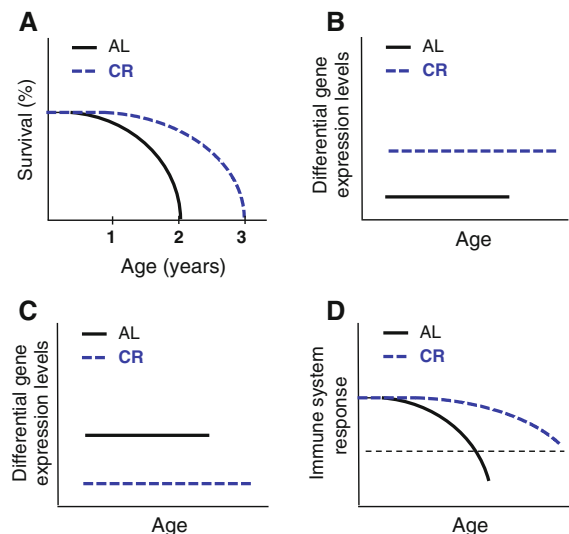 A
AL
CR
Survival (%)
1
2
3
Age (years)
B
AL
CR
Differential gene
expression levels
Age
C
AL
CR
Differential gene
expression levels
Age
D
AL
CR
Immune system
response
Age